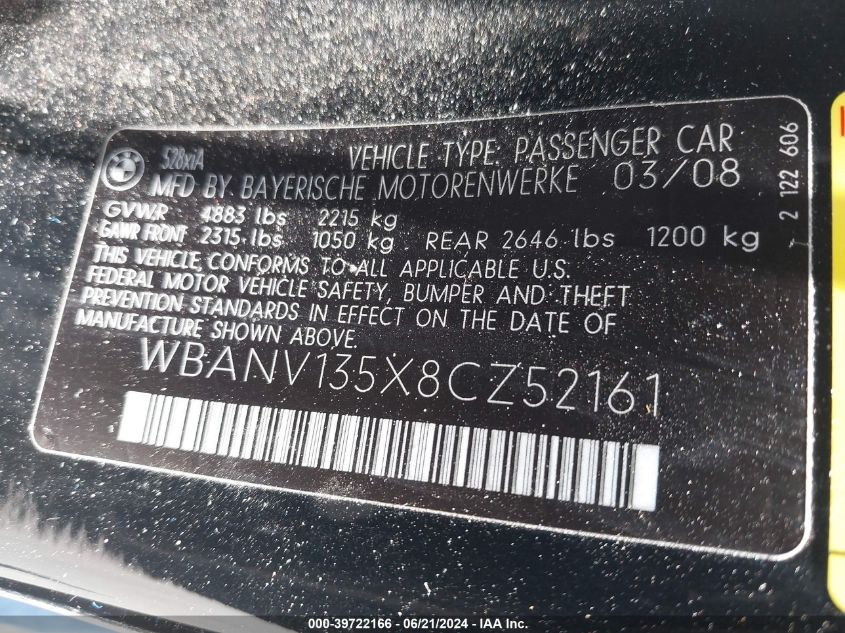 BMW
528xiA VEHICLE TYPE: PASSENGER CAR
MFD BY: BAYERISCHE MOTORENWERKE 03/08
GVWR 4883 lbs 2215 kg
GAWR FRONT 2315 lbs 1050 kg REAR 2646 lbs 1200 kg
THIS VEHICLE CONFORMS TO ALL APPLICABLE U.S.
FEDERAL MOTOR VEHICLE SAFETY, BUMPER AND THEFT
PREVENTION STANDARDS IN EFFECT ON THE DATE OF
MANUFACTURE SHOWN ABOVE.
WBANV135X8CZ52161
7 2 122 606
000-39722166 - 06/21/2024 - IAA Inc.